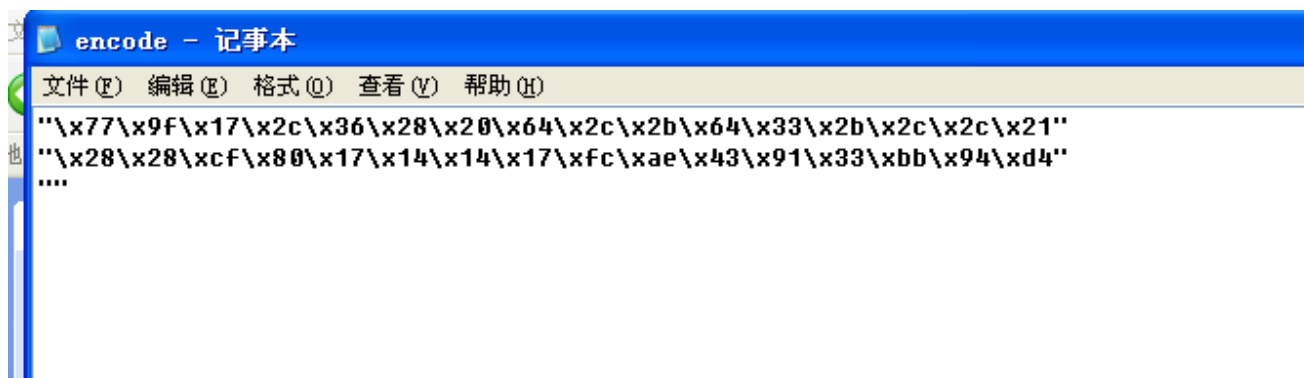 encode - 记事本
文件(F) 编辑(E) 格式(O) 查看(V) 帮助(H)
"\x77\x9f\x17\x2c\x36\x28\x20\x64\x2c\x2b\x64\x33\x2b\x2c\x2c\x21"
"\x28\x28\xcf\x80\x17\x14\x14\x17\xfc\xae\x43\x91\x33\xbb\x94\xd4"
""